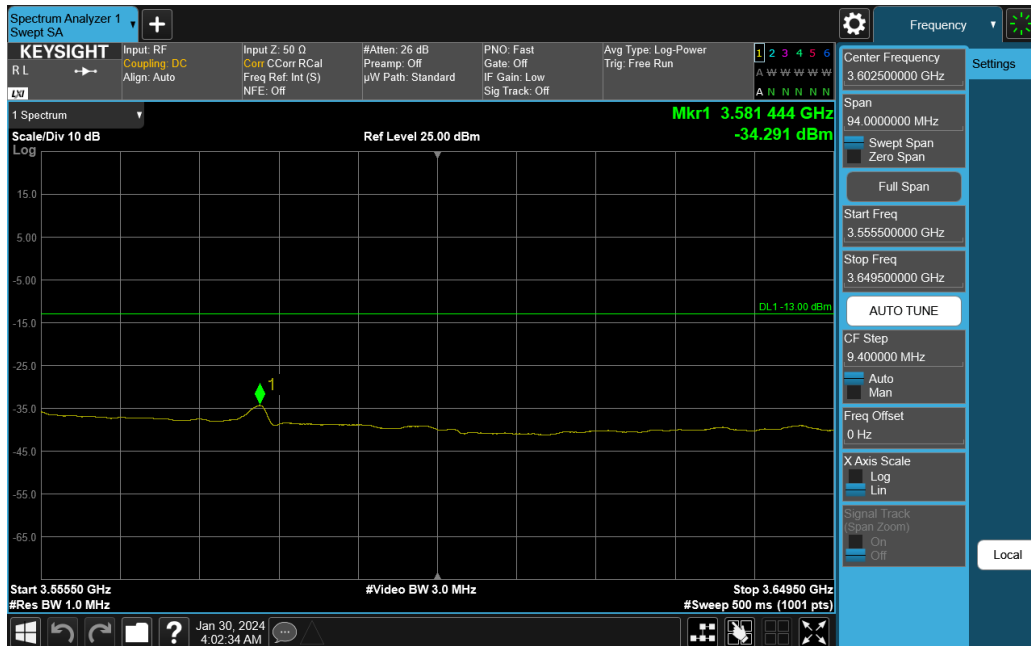 Spectrum Analyzer 1
Swept SA
Frequency
KEYSIGHT
R L
LXI
Input: RF
Coupling: DC
Align: Auto
Input Z: 50 Ω
Corr CCorr RCal
Freq Ref: Int (S)
NFE: Off
#Atten: 26 dB
Preamp: Off
µW Path: Standard
PNO: Fast
Gate: Off
IF Gain: Low
Sig Track: Off
Avg Type: Log-Power
Trig: Free Run
1 2 3 4 5 6
A W W W W W
A N N N N N
1 Spectrum
Scale/Div 10 dB
Ref Level 25.00 dBm
Mkr1 3.581 444 GHz
-34.291 dBm
Log
15.0
5.00
-5.00
DL1 -13.00 dBm
-15.0
-25.0
1
-35.0
-45.0
-55.0
-65.0
Start 3.55550 GHz
#Video BW 3.0 MHz
Stop 3.64950 GHz
#Res BW 1.0 MHz
#Sweep 500 ms (1001 pts)
?
Jan 30, 2024
4:02:34 AM
Center Frequency
3.602500000 GHz
Settings
Span
94.0000000 MHz
Swept Span
Zero Span
Full Span
Start Freq
3.555500000 GHz
Stop Freq
3.649500000 GHz
AUTO TUNE
CF Step
9.400000 MHz
Auto
Man
Freq Offset
0 Hz
X Axis Scale
Log
Lin
Signal Track
(Span Zoom)
On
Off
Local